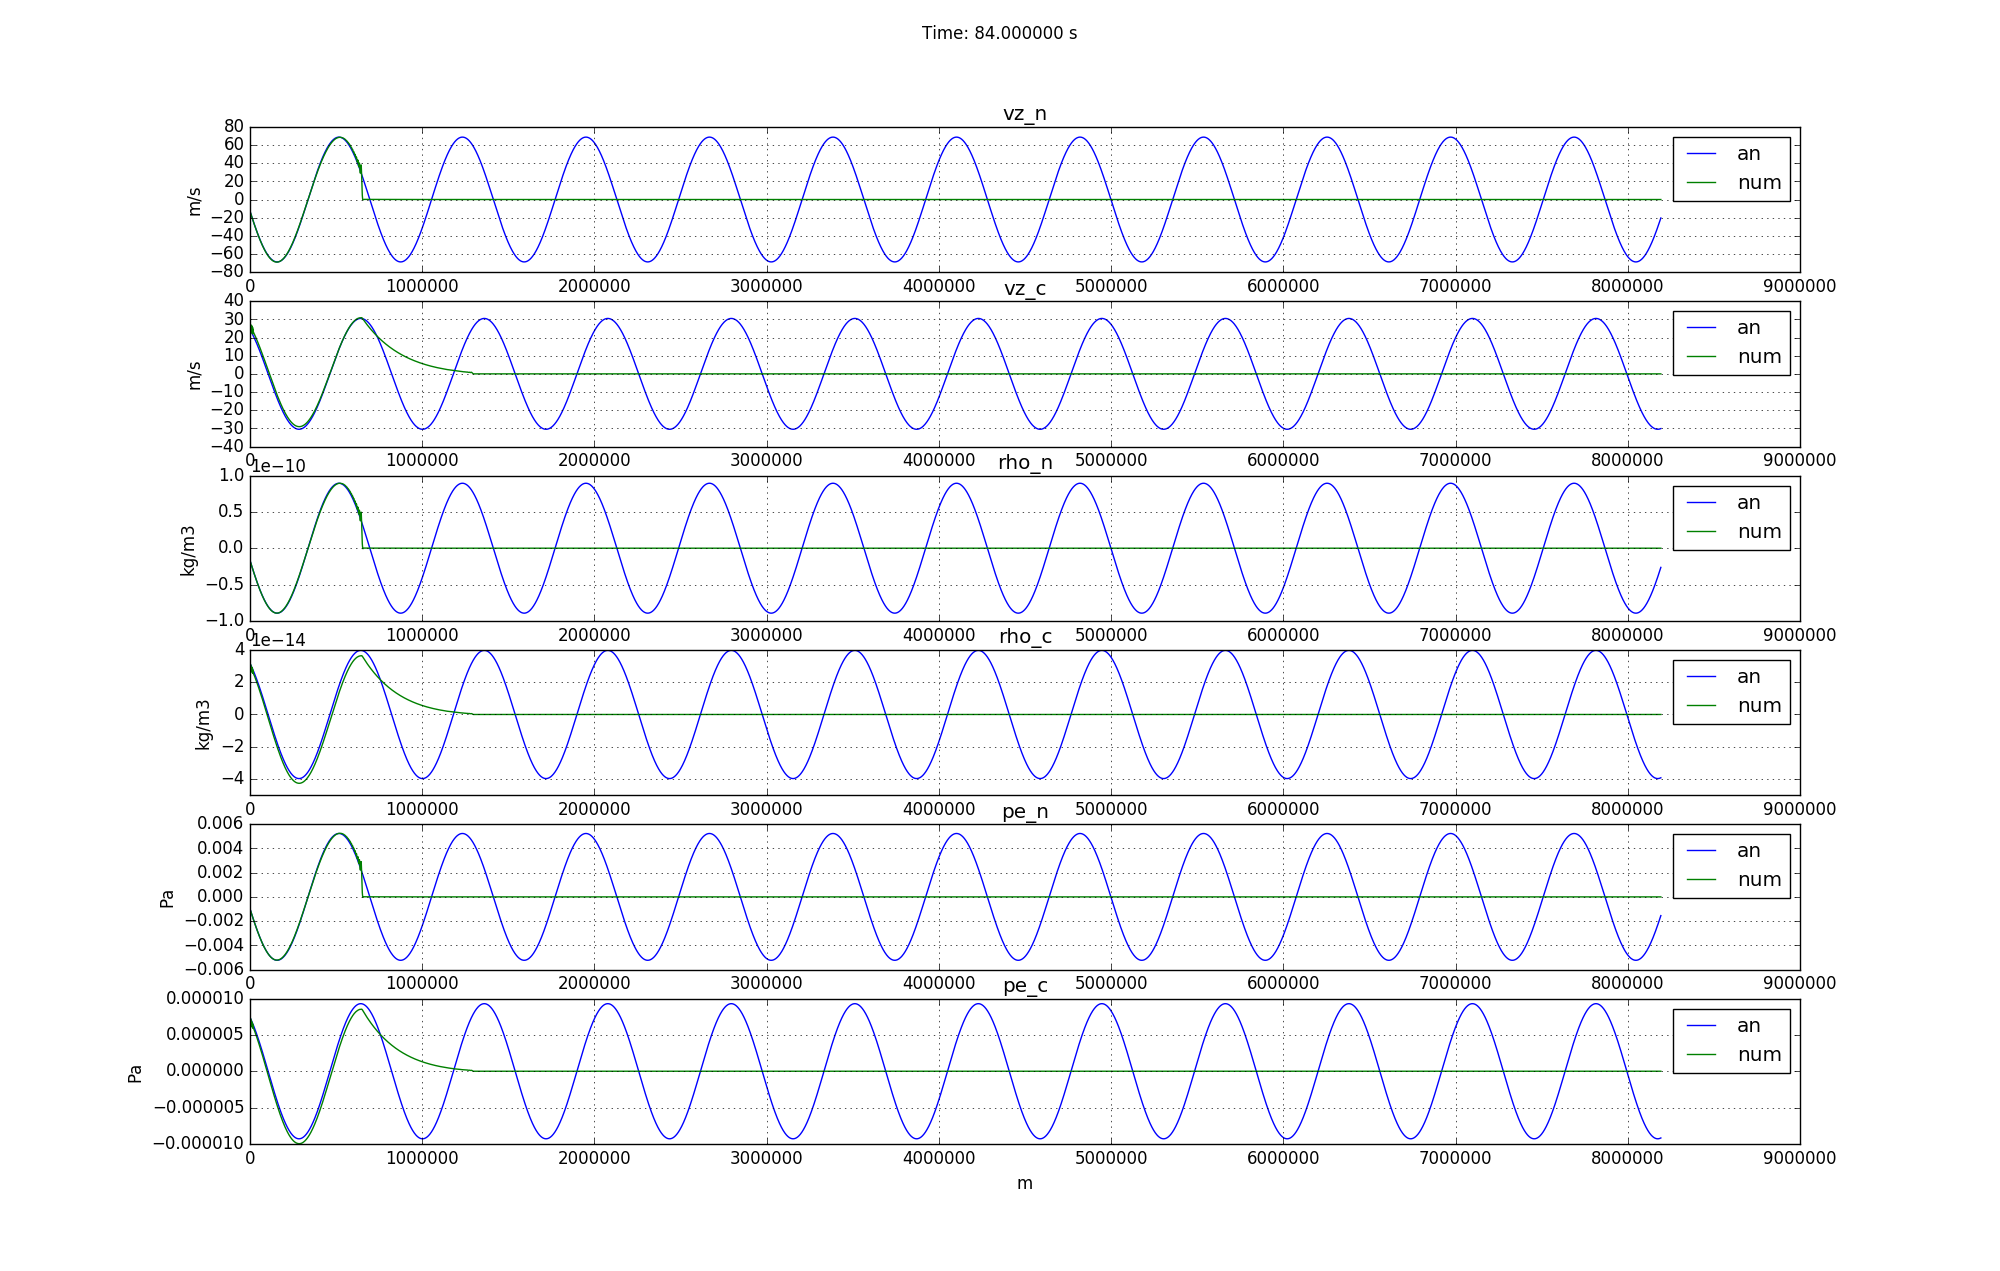 Time: 84.000000 s
vz_n
80
60
40
20
0
−20
−40
−60
−80
m/s
an
num
0 1000000 2000000 3000000 4000000 5000000 6000000 7000000 8000000 9000000
vz_c
40
30
20
10
0
−10
−20
−30
−40
m/s
an
num
0 1000000 2000000 3000000 4000000 5000000 6000000 7000000 8000000 9000000
1e−10
rho_n
1.0
0.5
0.0
−0.5
−1.0
kg/m3
an
num
0 1000000 2000000 3000000 4000000 5000000 6000000 7000000 8000000 9000000
1e−14
rho_c
4
2
0
−2
−4
kg/m3
an
num
0 1000000 2000000 3000000 4000000 5000000 6000000 7000000 8000000 9000000
pe_n
0.006
0.004
0.002
0.000
−0.002
−0.004
−0.006
Pa
an
num
0 1000000 2000000 3000000 4000000 5000000 6000000 7000000 8000000 9000000
pe_c
0.000010
0.000005
0.000000
−0.000005
−0.000010
Pa
an
num
0 1000000 2000000 3000000 4000000 5000000 6000000 7000000 8000000 9000000
m